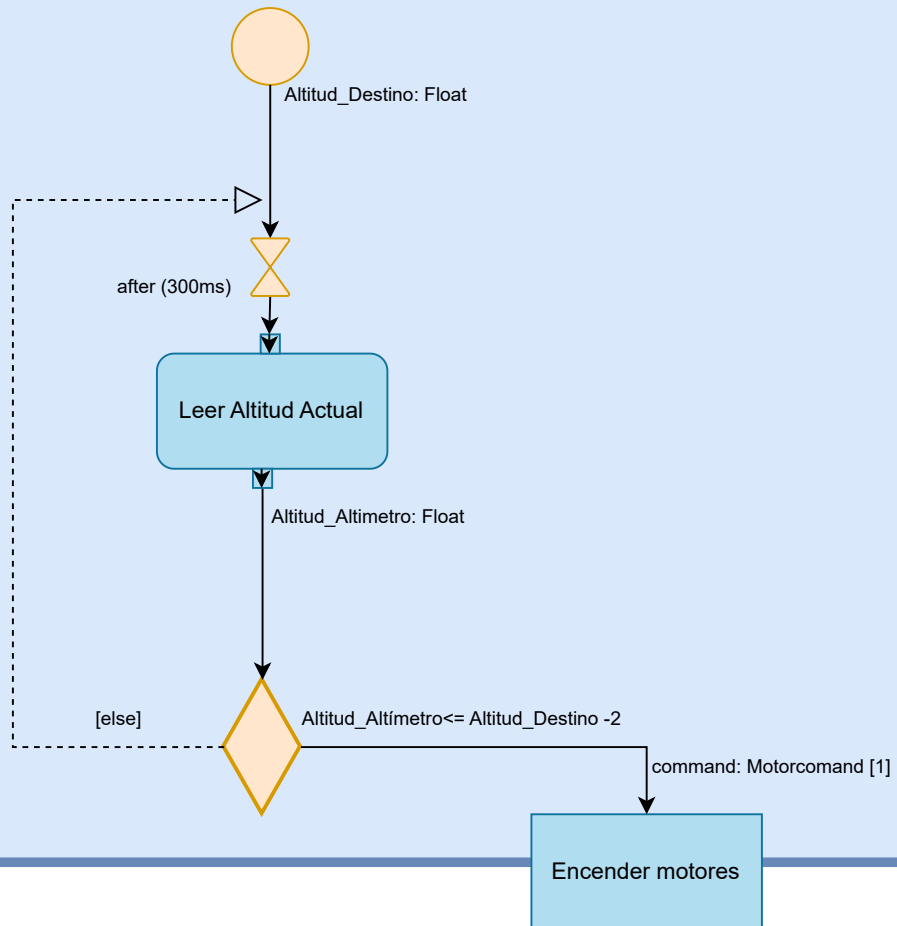 Altitud_Destino: Float
after (300ms)
Leer Altitud Actual
Altitud_Altimetro: Float
[else]
Altitud_Altímetro<= Altitud_Destino -2
command: Motorcomand [1]
Encender motores